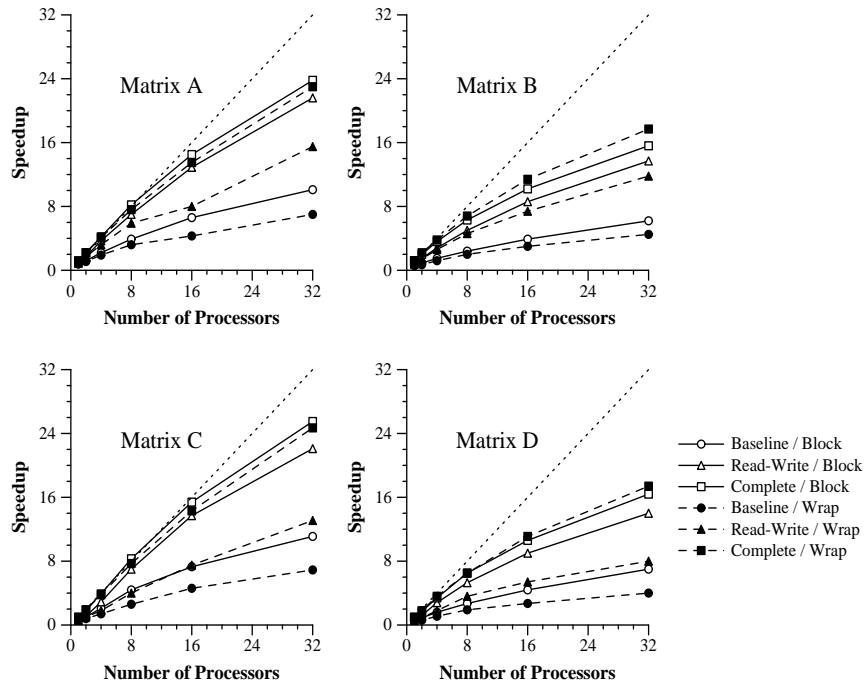 32
24
16
8
0
Speedup
Matrix A
0 8 16 24 32
Number of Processors
32
24
16
8
0
Speedup
Matrix B
0 8 16 24 32
Number of Processors
32
24
16
8
0
Speedup
Matrix C
0 8 16 24 32
Number of Processors
32
24
16
8
0
Speedup
Matrix D
0 8 16 24 32
Number of Processors
Baseline / Block
Read-Write / Block
Complete / Block
Baseline / Wrap
Read-Write / Wrap
Complete / Wrap